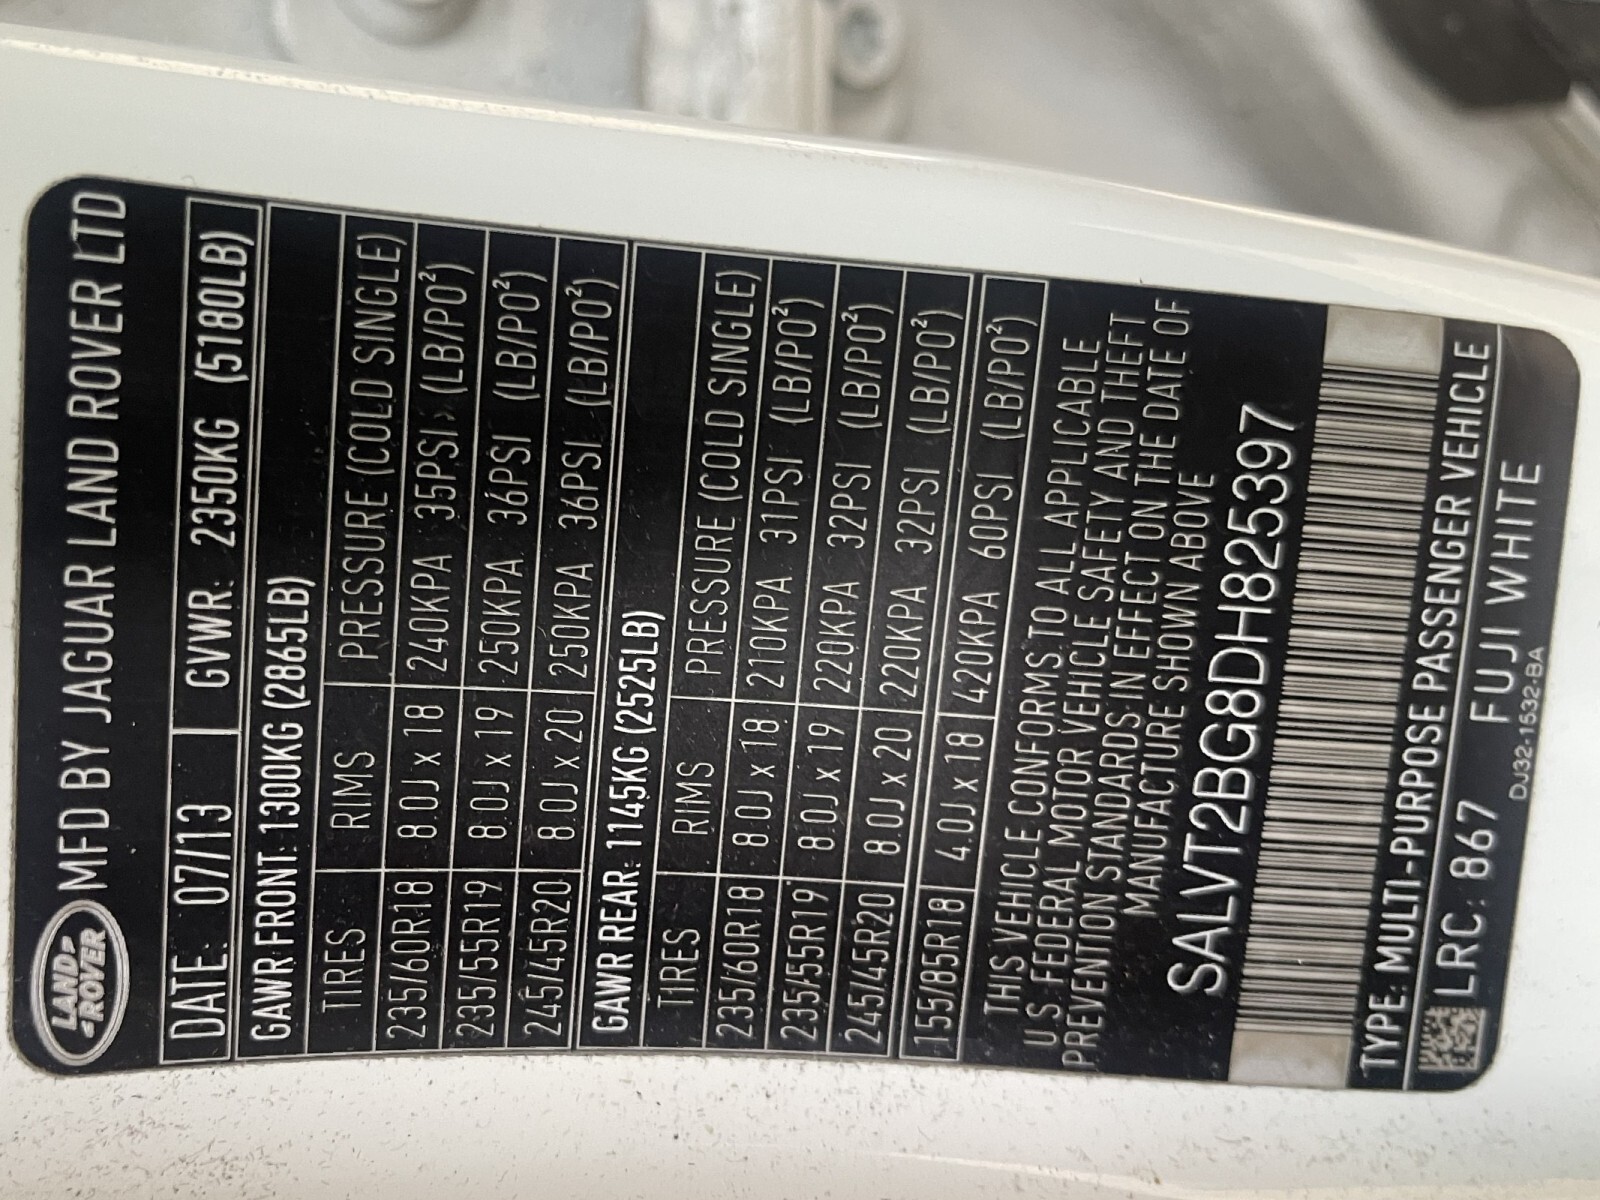 LAND ROVER MFD BY JAGUAR LAND ROVER LTD
DATE: 07/13 GVWR: 2350KG (5180LB)
GAWR FRONT: 1300KG (2865LB)
TIRES RIMS PRESSURE (COLD SINGLE)
235/60R18 8.0J x 18 240KPA 35PSI (LB/PO²)
235/55R19 8.0J x 19 250KPA 36PSI (LB/PO²)
245/45R20 8.0J x 20 250KPA 36PSI (LB/PO²)
GAWR REAR: 1145KG (2525LB)
TIRES RIMS PRESSURE (COLD SINGLE)
235/60R18 8.0J x 18 210KPA 31PSI (LB/PO²)
235/55R19 8.0J x 19 220KPA 32PSI (LB/PO²)
245/45R20 8.0J x 20 220KPA 32PSI (LB/PO²)
155/85R18 4.0J x 18 420KPA 60PSI (LB/PO²)
THIS VEHICLE CONFORMS TO ALL APPLICABLE
U.S. FEDERAL MOTOR VEHICLE SAFETY AND THEFT
PREVENTION STANDARDS IN EFFECT ON THE DATE OF
MANUFACTURE SHOWN ABOVE
SALVT2BG8DH825397
TYPE: MULTI-PURPOSE PASSENGER VEHICLE
LRC: 867 FUJI WHITE
DJ32-1532-BA